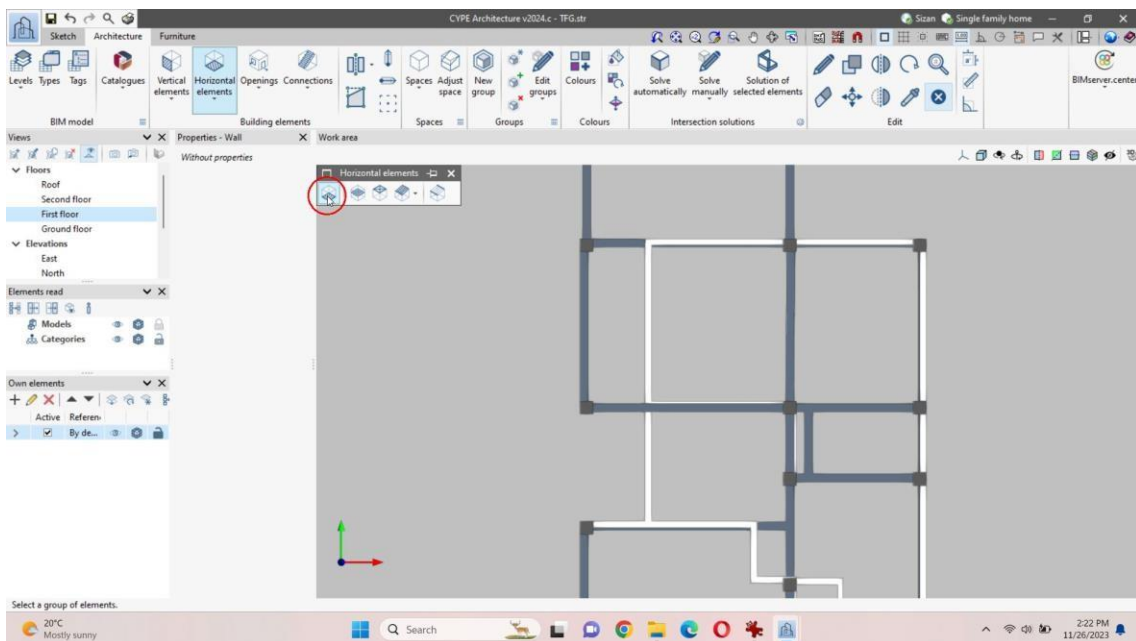 CYPE Architecture v2024.c - TFG.str
Sizan
Single family home
Sketch
Architecture
Furniture
Levels
Types
Tags
Catalogues
Vertical elements
Horizontal elements
Openings
Connections
Spaces
Adjust space
New group
Edit groups
Colours
Solve automatically
Solve manually
Solution of selected elements
BIMserver.center
BIM model
Building elements
Spaces
Groups
Colours
Intersection solutions
Edit
Views
Properties - Wall
Work area
Without properties
Floors
Horizontal elements
Roof
Second floor
First floor
Ground floor
Elevations
East
North
Elements read
Models
Categories
Own elements
Active
Referen
By de...
Select a group of elements.
20°C
Mostly sunny
Search
2:22 PM
11/26/2023